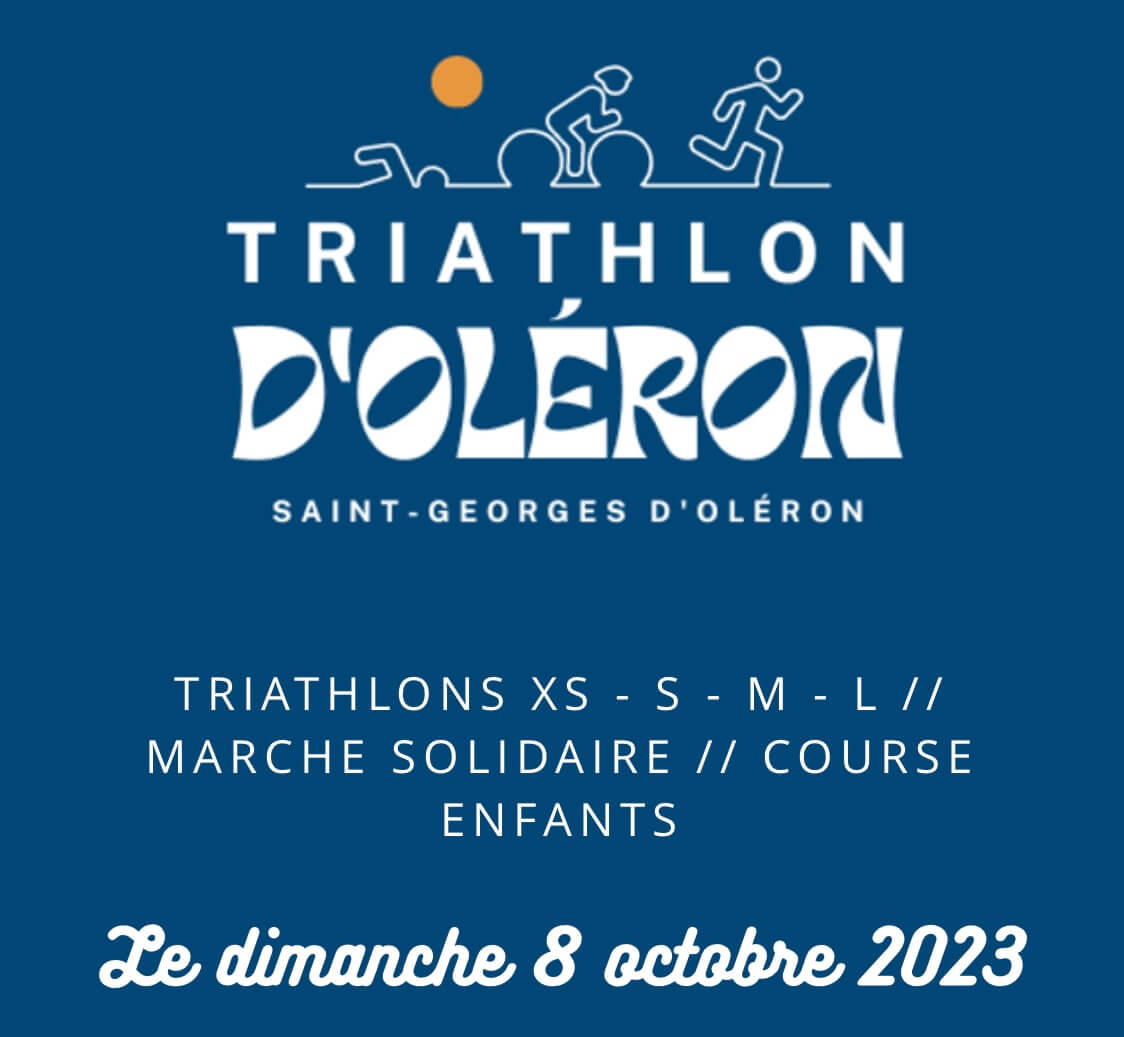 TRIATHLON
D'OLÉRON
SAINT-GEORGES D'OLÉRON
TRIATHLONS XS - S - M - L //
MARCHE SOLIDAIRE // COURSE
ENFANTS
Le dimanche 8 octobre 2023